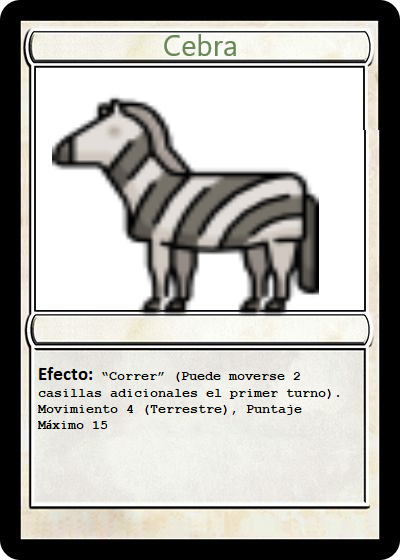 Cebra
Efecto: “Correr” (Puede moverse 2
casillas adicionales el primer turno).
Movimiento 4 (Terrestre), Puntaje
Máximo 15